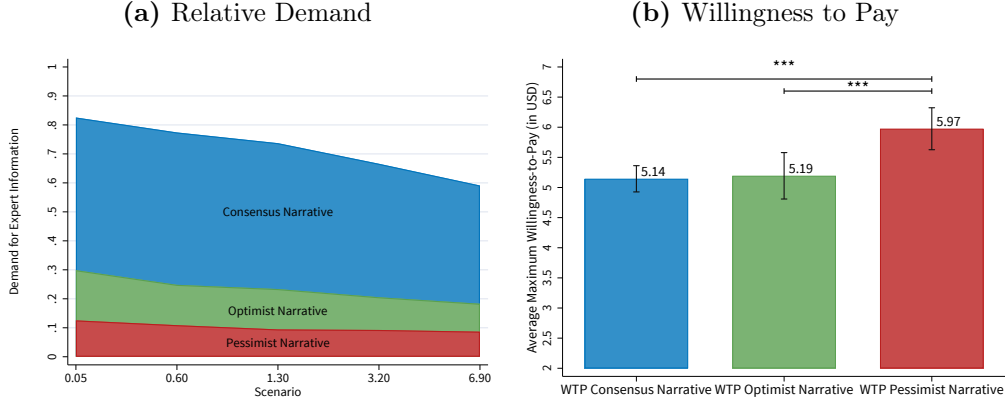 (a) Relative Demand
Demand for Expert Information
1
.9
.8
.7
.6
.5
.4
.3
.2
.1
0
Consensus Narrative
Optimist Narrative
Pessimist Narrative
0.05 0.60 1.30 3.20 6.90
Scenario
(b) Willingness to Pay
Average Maximum Willingness-to-Pay (in USD)
7
6.5
6
5.5
5
4.5
4
3.5
3
2.5
2
***
***
5.14
5.19
5.97
WTP Consensus Narrative WTP Optimist Narrative WTP Pessimist Narrative